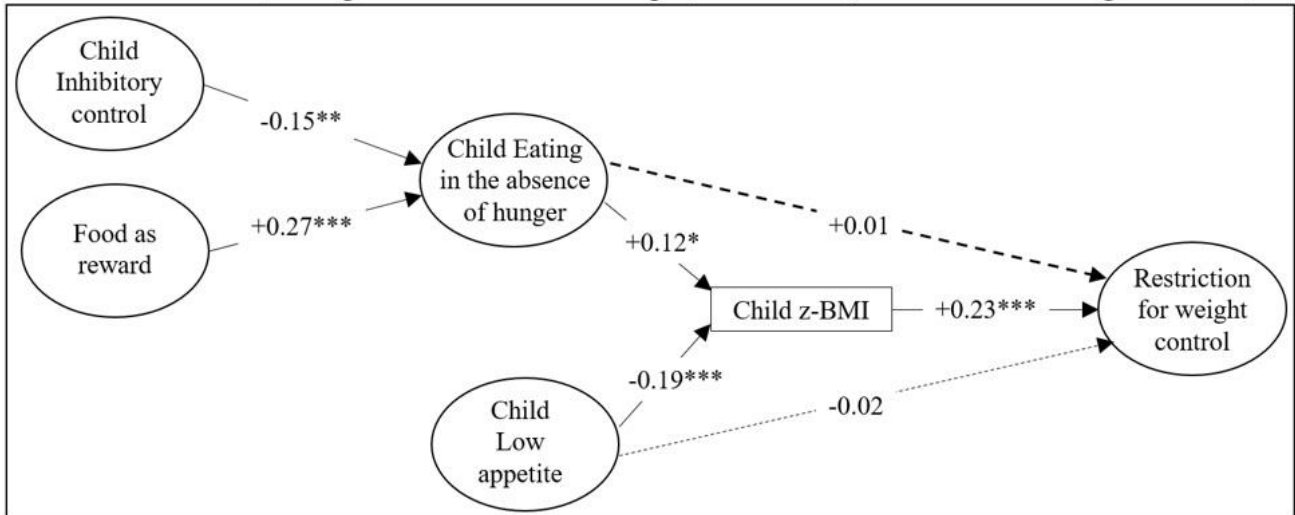 Child
Inhibitory
control
-0.15**
Child Eating
in the absence
of hunger
Food as
reward
+0.27***
+0.01
+0.12*
Restriction
for weight
control
Child z-BMI
+0.23***
-0.19***
Child
Low
appetite
-0.02